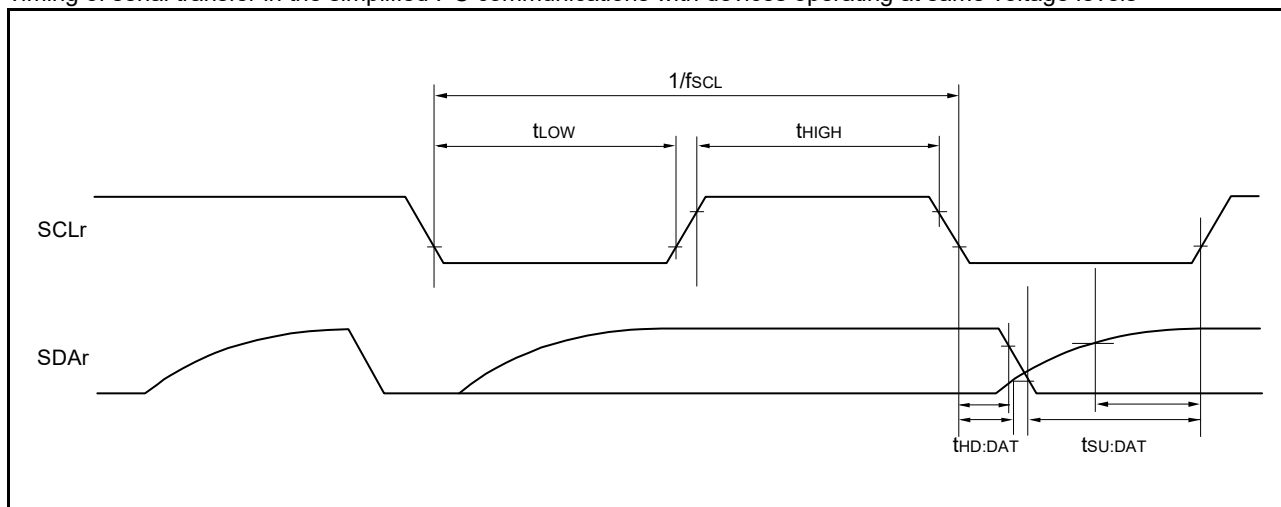 Timing of serial transfer in the simplified I²C communications with devices operating at same voltage levels
1/fSCL
tLOW
tHIGH
SCLr
SDAr
tHD:DAT
tSU:DAT